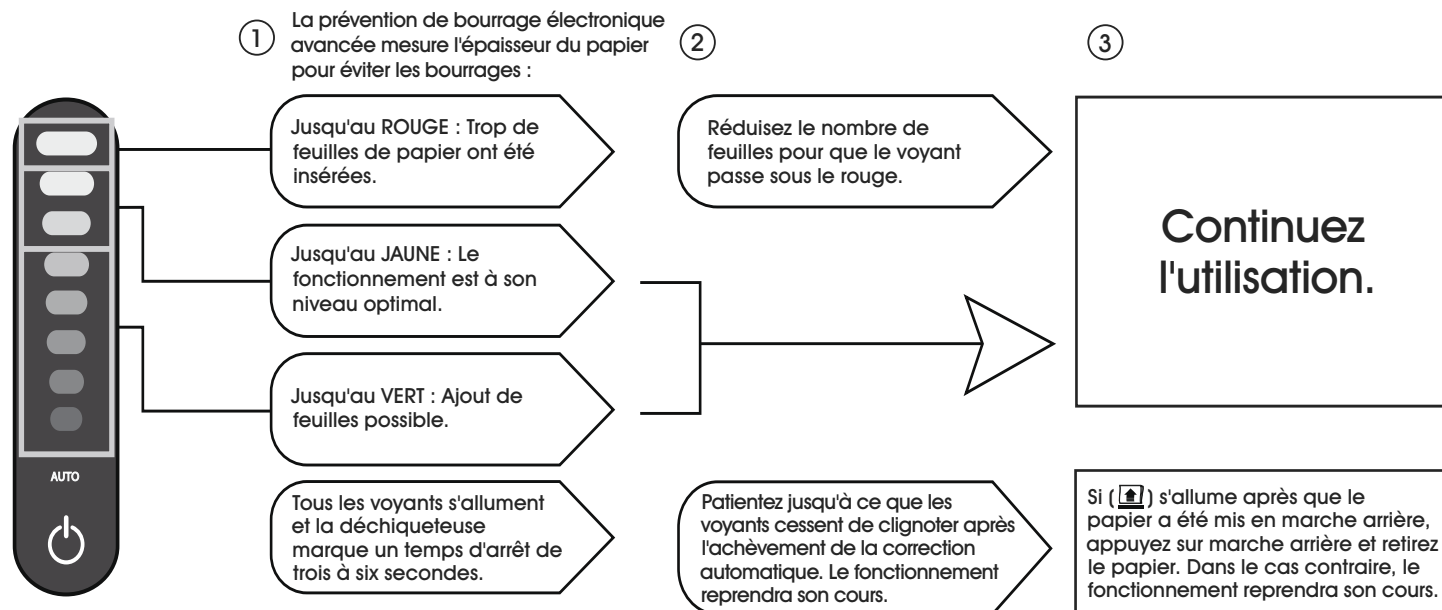 1
La prévention de bourrage électronique
avancée mesure l'épaisseur du papier
pour éviter les bourrages :
2
3
Jusqu'au ROUGE : Trop de
feuilles de papier ont été
insérées.
Réduisez le nombre de
feuilles pour que le voyant
passe sous le rouge.
Continuez
l'utilisation.
Jusqu'au JAUNE : Le
fonctionnement est à son
niveau optimal.
Jusqu'au VERT : Ajout de
feuilles possible.
AUTO
Tous les voyants s'allument
et la déchiqueteuse
marque un temps d'arrêt de
trois à six secondes.
Patientez jusqu'à ce que les
voyants cessent de clignoter après
l'achèvement de la correction
automatique. Le fonctionnement
reprendra son cours.
Si ( ) s'allume après que le
papier a été mis en marche arrière,
appuyez sur marche arrière et retirez
le papier. Dans le cas contraire, le
fonctionnement reprendra son cours.